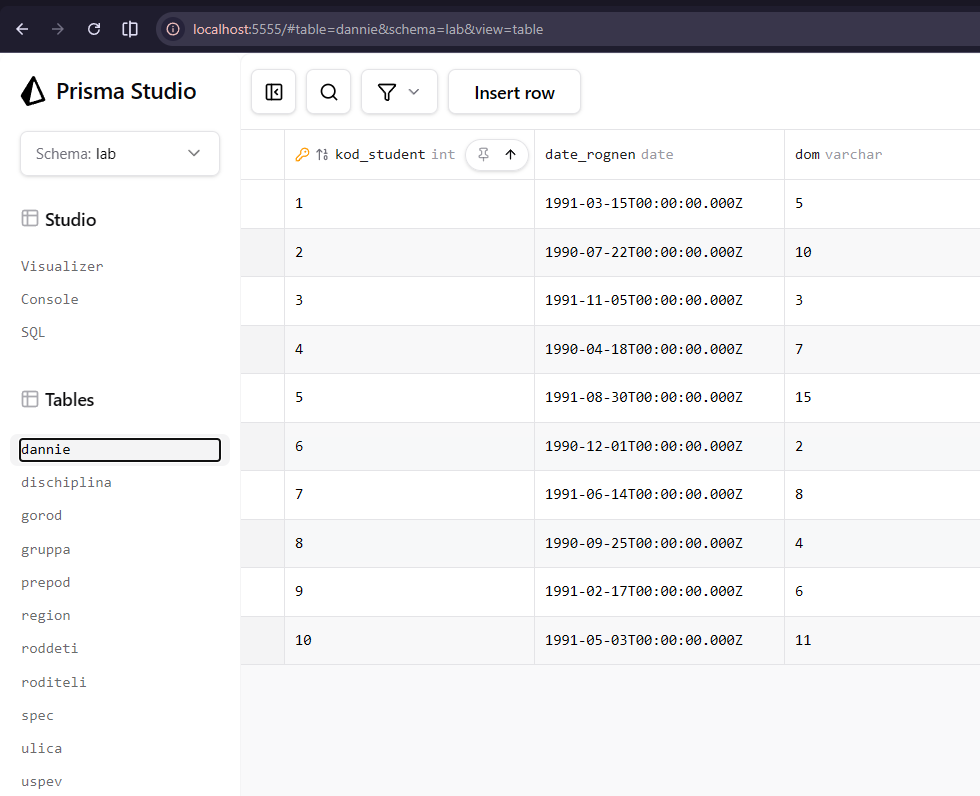 localhost:5555/#table=dannie&schema=lab&view=table
Prisma Studio
Schema: lab
Studio
Visualizer
Console
SQL
Tables
dannie
dischiplina
gorod
gruppa
prepod
region
roddeti
roditeli
spec
ulica
uspev
Insert row
kod_student int date_rognen date dom varchar
1 1991-03-15T00:00:00.000Z 5
2 1990-07-22T00:00:00.000Z 10
3 1991-11-05T00:00:00.000Z 3
4 1990-04-18T00:00:00.000Z 7
5 1991-08-30T00:00:00.000Z 15
6 1990-12-01T00:00:00.000Z 2
7 1991-06-14T00:00:00.000Z 8
8 1990-09-25T00:00:00.000Z 4
9 1991-02-17T00:00:00.000Z 6
10 1991-05-03T00:00:00.000Z 11